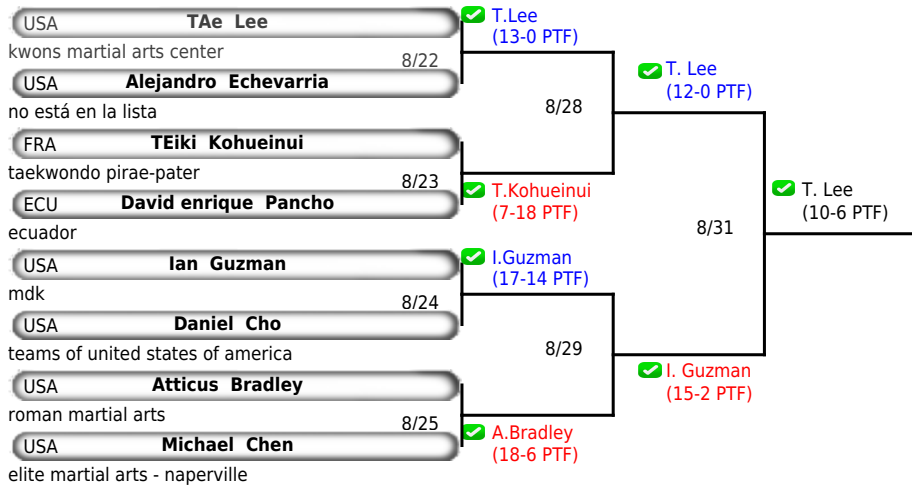 USA TAe Lee
kwons martial arts center
8/22
USA Alejandro Echevarria
no está en la lista
FRA TEiki Kohueinui
taekwondo pirae-pater
8/23
ECU David enrique Pancho
ecuador
USA Ian Guzman
mdk
8/24
USA Daniel Cho
teams of united states of america
USA Atticus Bradley
roman martial arts
8/25
USA Michael Chen
elite martial arts - naperville
T.Lee
(13-0 PTF)
8/28
T.Kohueinui
(7-18 PTF)
I.Guzman
(17-14 PTF)
8/29
A.Bradley
(18-6 PTF)
T. Lee
(12-0 PTF)
8/31
I. Guzman
(15-2 PTF)
T. Lee
(10-6 PTF)